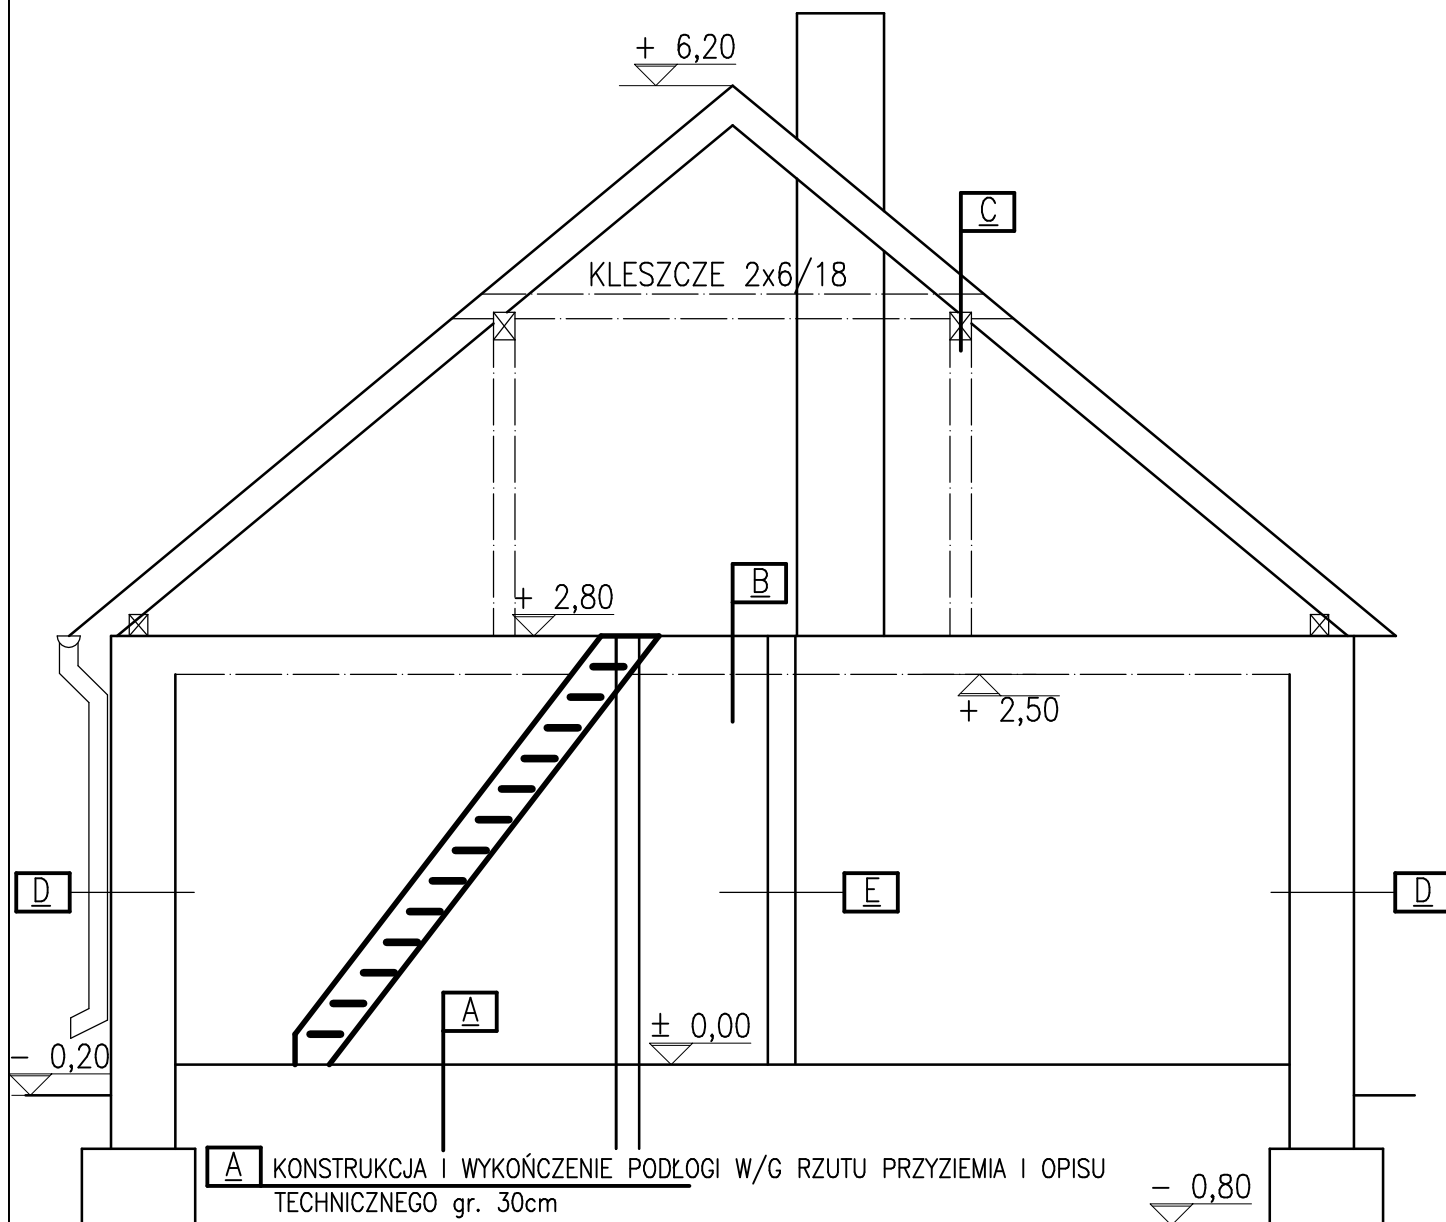 + 6,20
C
KLESZCZE 2x6/18
B
+ 2,80
+ 2,50
D
E
D
A
± 0,00
- 0,20
A KONSTRUKCJA I WYKOŃCZENIE PODŁOGI W/G RZUTU PRZYZIEMIA I OPISU
TECHNICZNEGO gr. 30cm
- 0,80